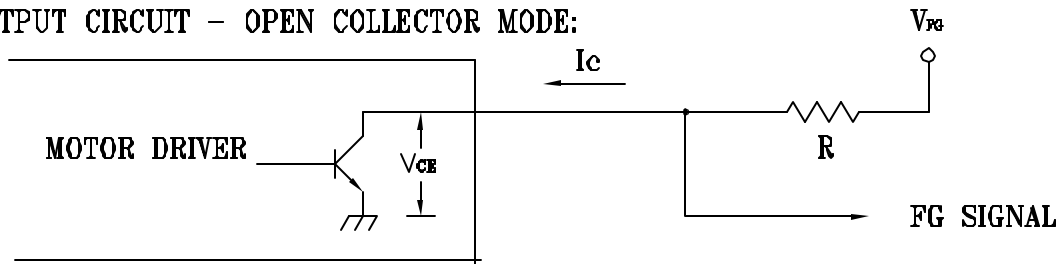 TPUT CIRCUIT - OPEN COLLECTOR MODE:
VFG
Ic
MOTOR DRIVER
VCE
R
FG SIGNAL